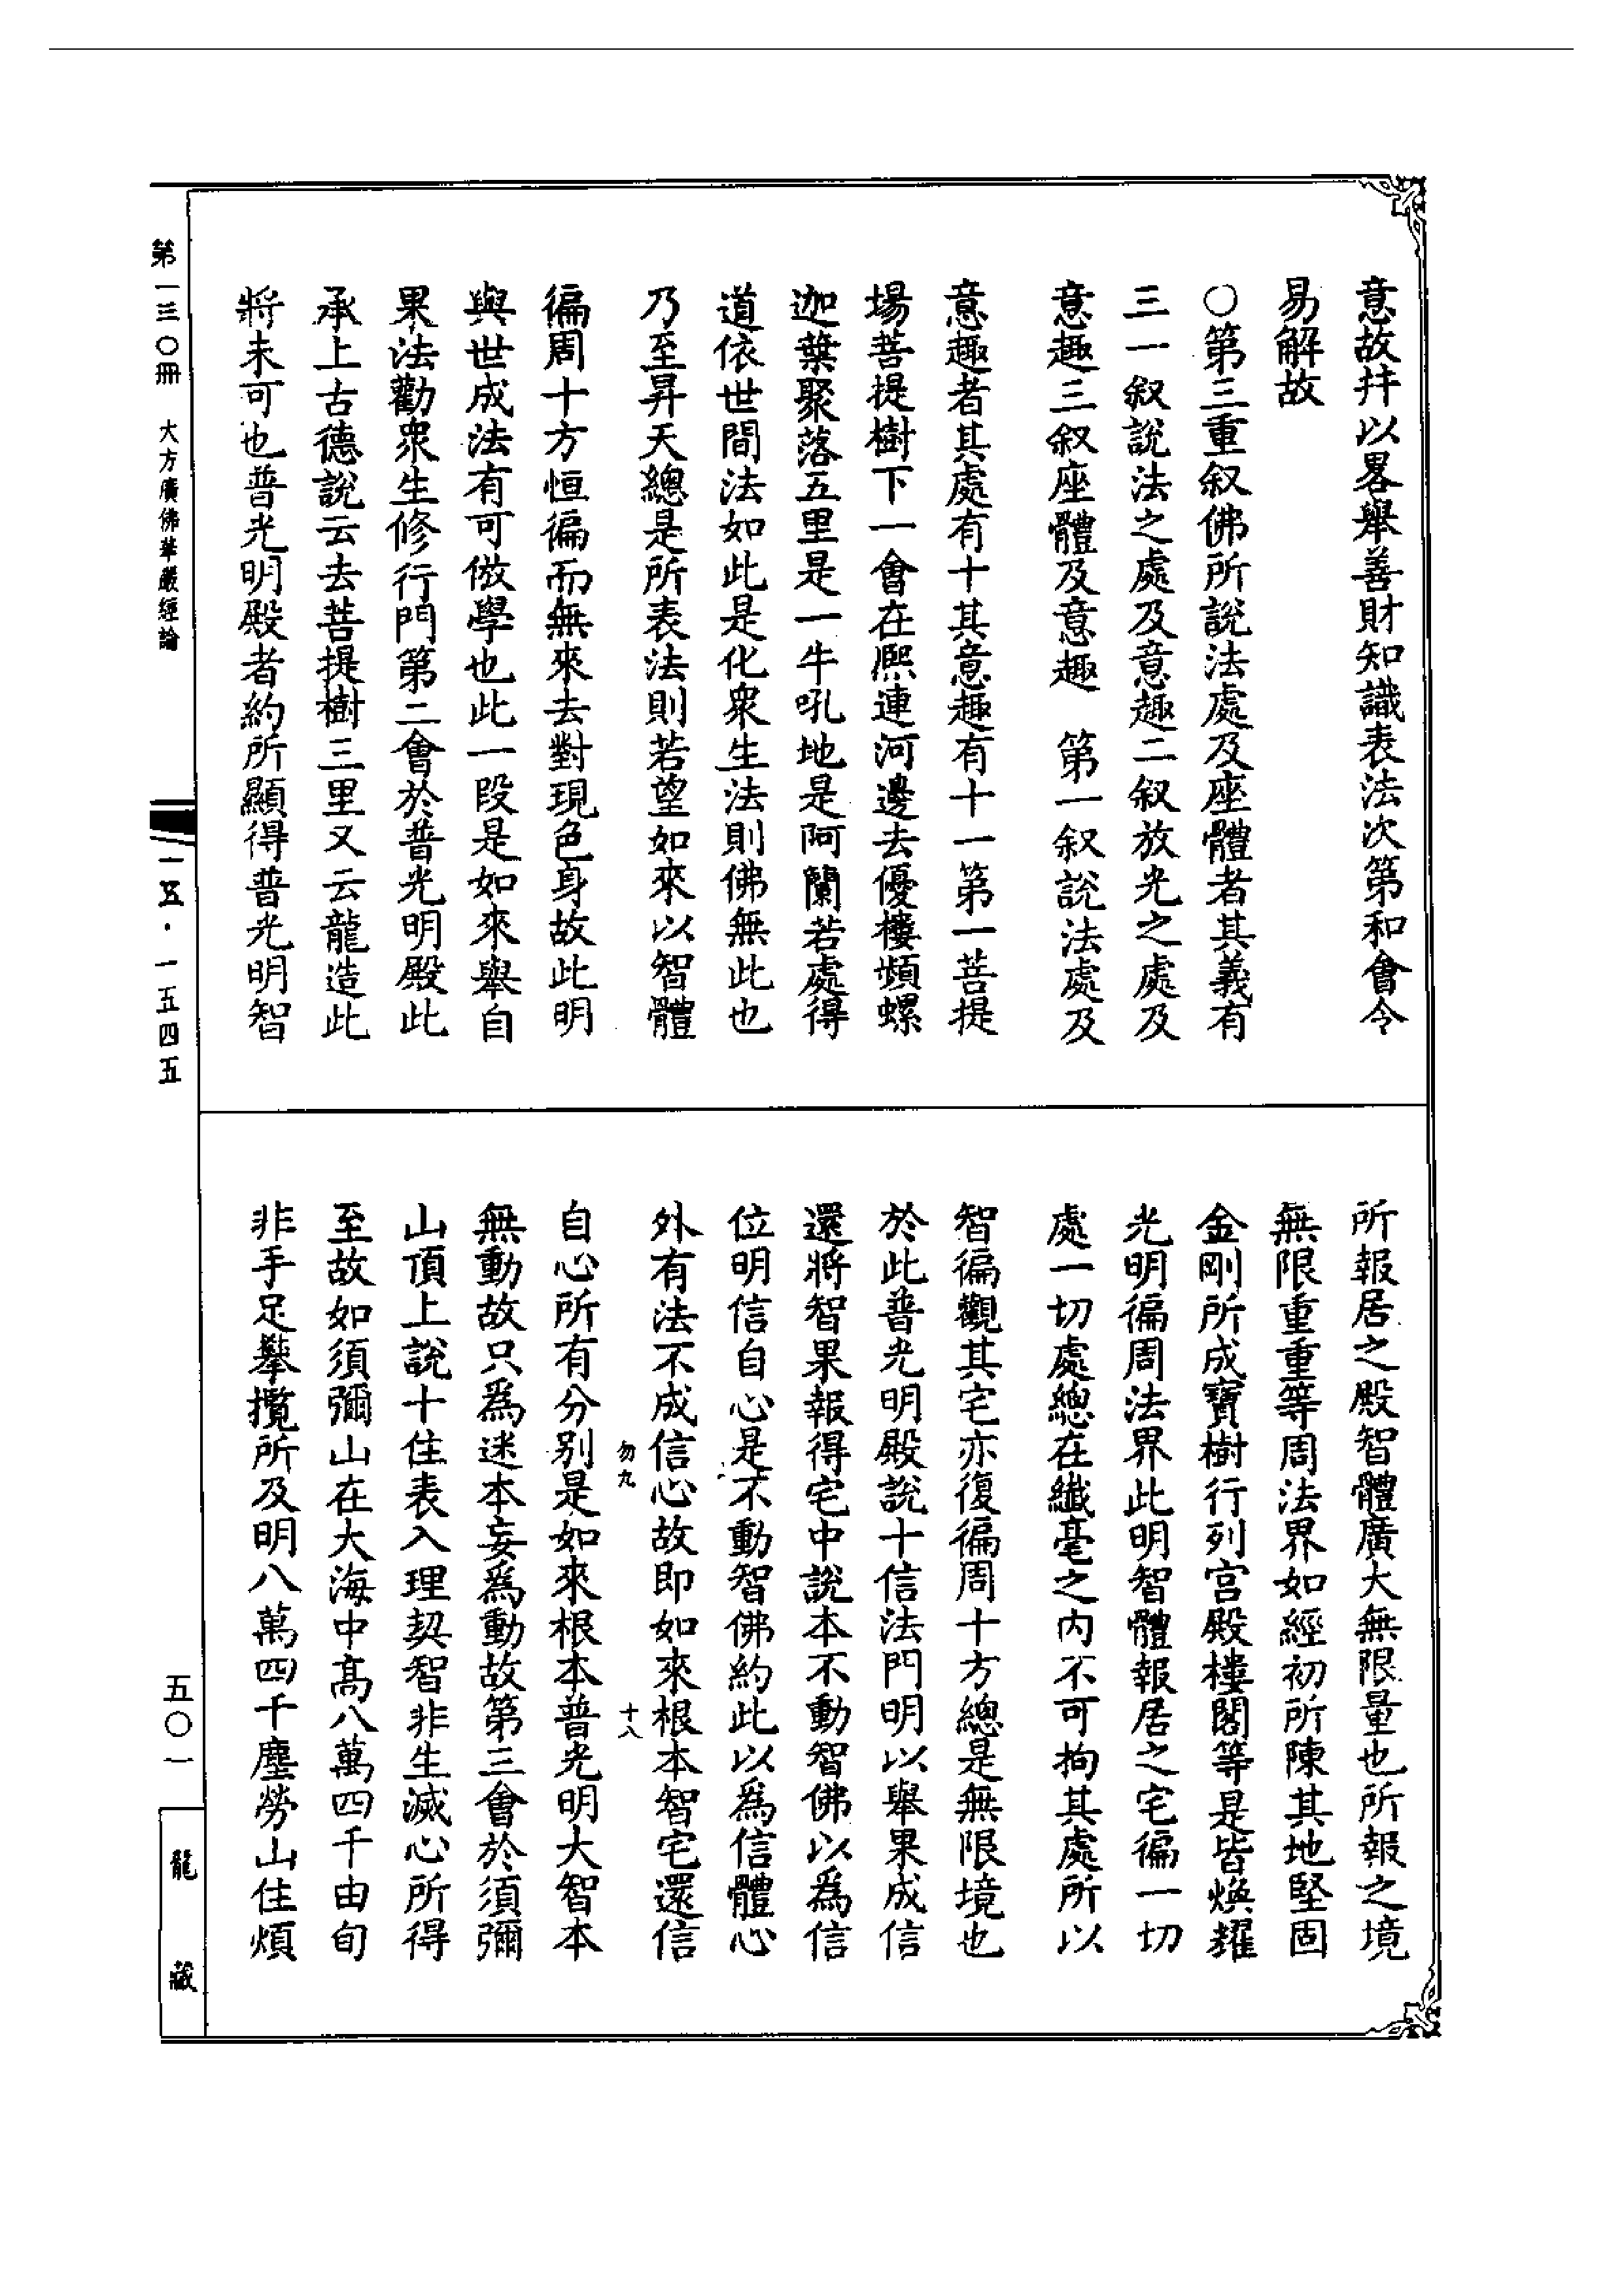 意故幷以畧舉善財知識表法次第和會令
易解故
○第三重叙佛所說法處及座體者其義有
三一叙說法之處及意趣二叙放光之處及
意趣三叙座體及意趣　第一叙說法處及
意趣者其處有十其意趣有十一第一菩提
場菩提樹下一會在熈連河邊去優樓頻螺
迦葉聚落五里是一牛吼地是阿蘭若處得
道依世間法如此是化衆生法則佛無此也
乃至昇天總是所表法則若望如來以智體
徧周十方恒徧而無來去對現色身故此明
與世成法有可倣學也此一段是如來舉自
果法勸衆生修行門第二會於普光明殿此
承上古德說云去菩提樹三里又云龍造此
將未可也普光明殿者約所顯得普光明智
所報居之殿智體廣大無限量也所報之境
無限重重等周法界如經初所陳其地堅固
金剛所成寶樹行列宮殿樓閣等是皆煥耀
光明徧周法界此明智體報居之宅徧一切
處一切處總在纖毫之內不可拘其處所以
智徧觀其宅亦復徧周十方總是無限境也
於此普光明殿說十信法門明以舉果成信
還將智果報得宅中說本不動智佛以為信
位明信自心是不動智佛約此以為信體心
外有法不成信心故即如來根本智宅還信
勿九
十八
自心所有分別是如來根本普光明大智本
無動故只為迷本妄為動故第三會於須彌
山頂上說十住表入理契智非生滅心所得
至故如須彌山在大海中高八萬四千由旬
非手足攀攬所及明八萬四千塵勞山住煩
第一三○冊　大方廣佛華嚴經論
一五·一五四五
五○一
龍藏